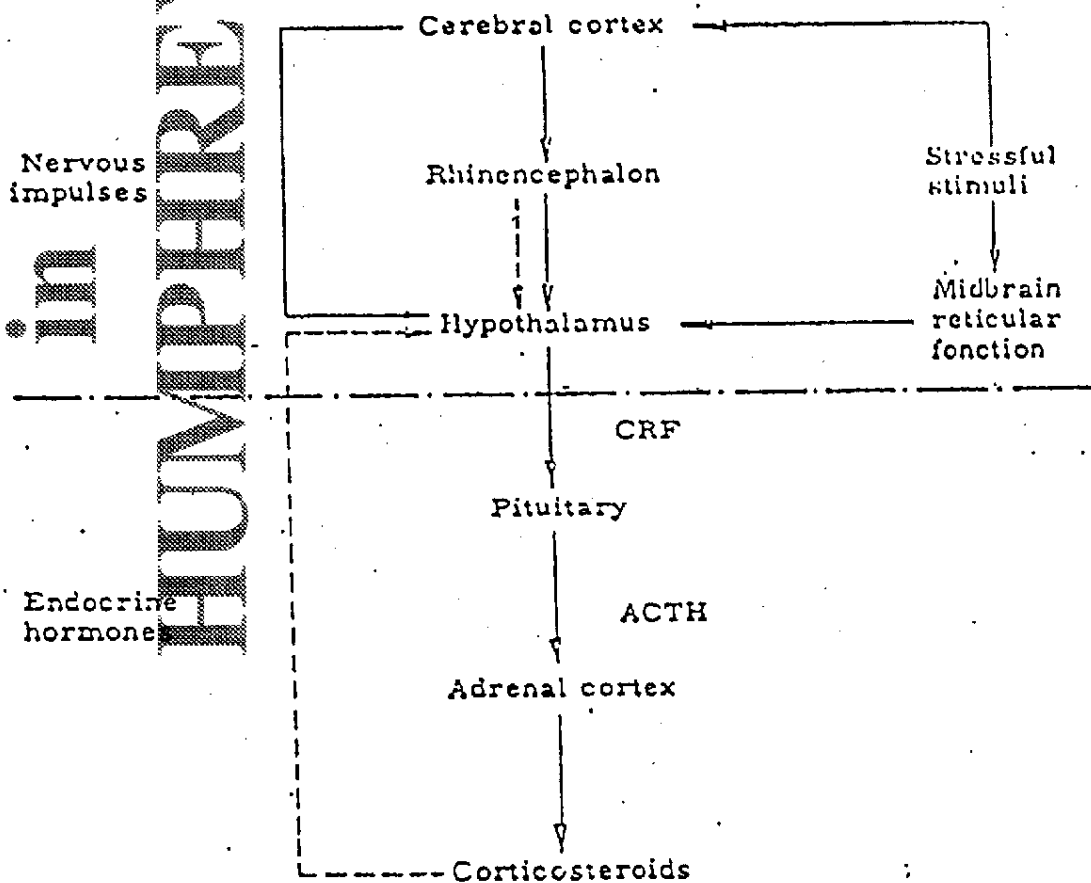 Cerebral cortex
Nervous
impulses
Rhinencephalon
Stressful
stimuli
Hypothalamus
Midbrain
reticular
fonction
CRF
Pituitary
Endocrine
hormones
ACTH
Adrenal cortex
Corticosteroids
in
HUMPHRE